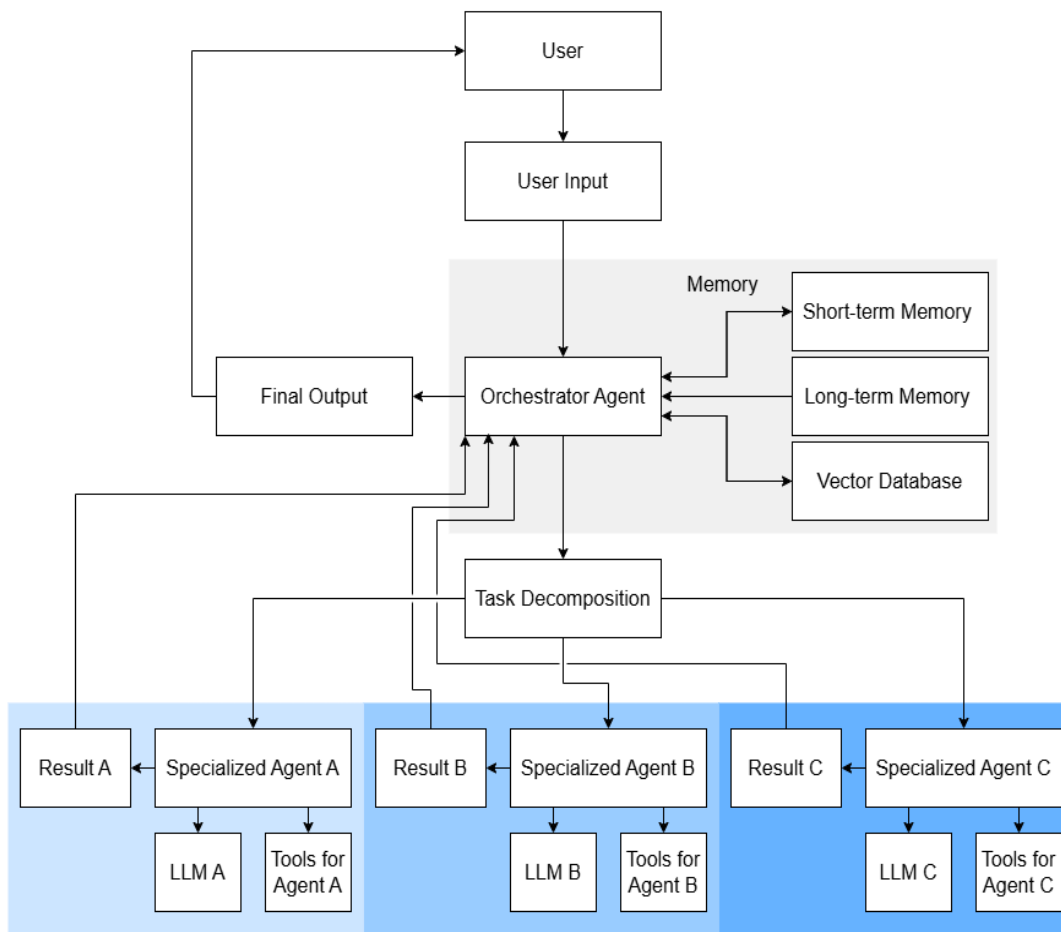 User
User Input
Memory
Short-term Memory
Final Output
Orchestrator Agent
Long-term Memory
Vector Database
Task Decomposition
Result A
Specialized Agent A
Result B
Specialized Agent B
Result C
Specialized Agent C
LLM A
Tools for
Agent A
LLM B
Tools for
Agent B
LLM C
Tools for
Agent C